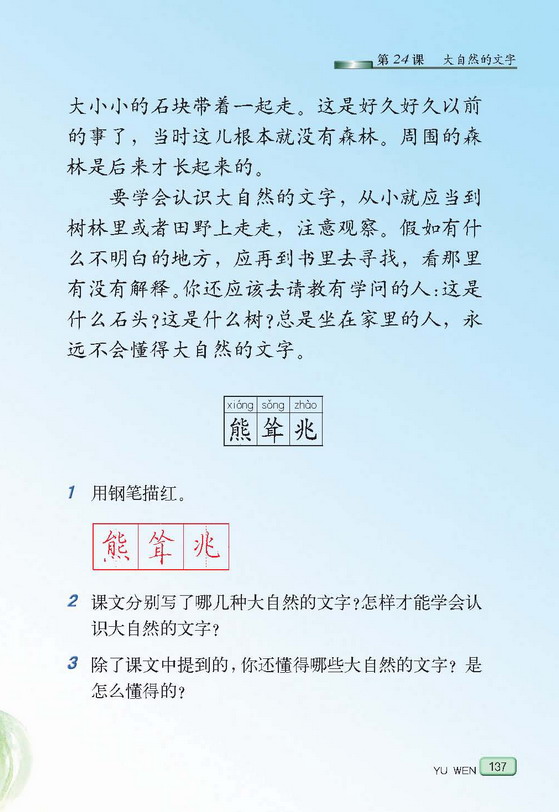 第24课 大自然的文字
大小小的石块带着一起走。这是好久好久以前
的事了，当时这儿根本就没有森林。周围的森
林是后来才长起来的。
要学会认识大自然的文字，从小就应当到
树林里或者田野上走走，注意观察。假如有什
么不明白的地方，应再到书里去寻找，看那里
有没有解释。你还应该去请教有学问的人：这是
什么石头？这是什么树？总是坐在家里的人，永
远不会懂得大自然的文字。
xióng sǒng zhào
熊 耸 兆
1 用钢笔描红。
熊 耸 兆
2 课文分别写了哪几种大自然的文字？怎样才能学会认
识大自然的文字？
3 除了课文中提到的，你还懂得哪些大自然的文字？是
怎么懂得的？
YU WEN 137